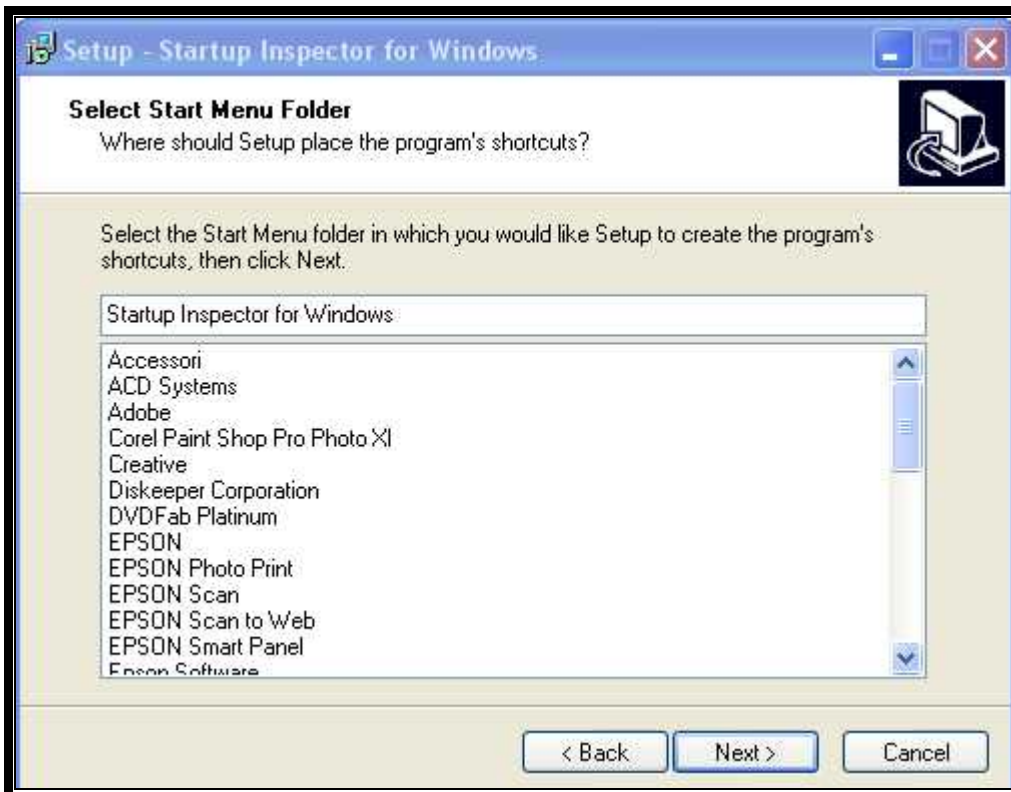 Setup - Startup Inspector for Windows
Select Start Menu Folder
Where should Setup place the program's shortcuts?
Select the Start Menu folder in which you would like Setup to create the program's
shortcuts, then click Next.
Startup Inspector for Windows
Accessori
ACD Systems
Adobe
Corel Paint Shop Pro Photo XI
Creative
Diskeeper Corporation
DVDFab Platinum
EPSON
EPSON Photo Print
EPSON Scan
EPSON Scan to Web
EPSON Smart Panel
Epson Software
< Back Next > Cancel